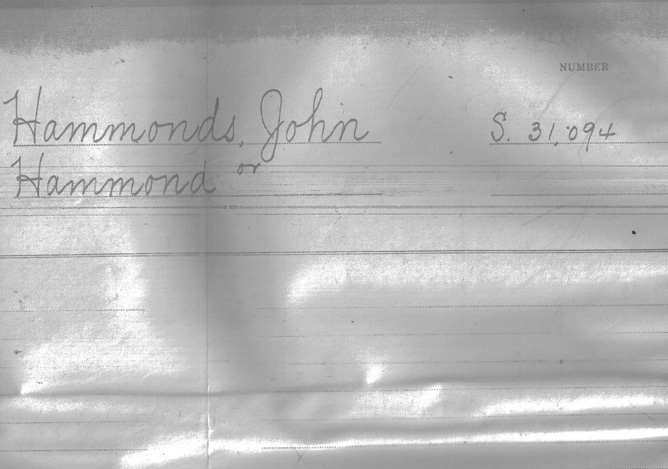 NUMBER
Hammonds, John S. 31,094
or
Hammond